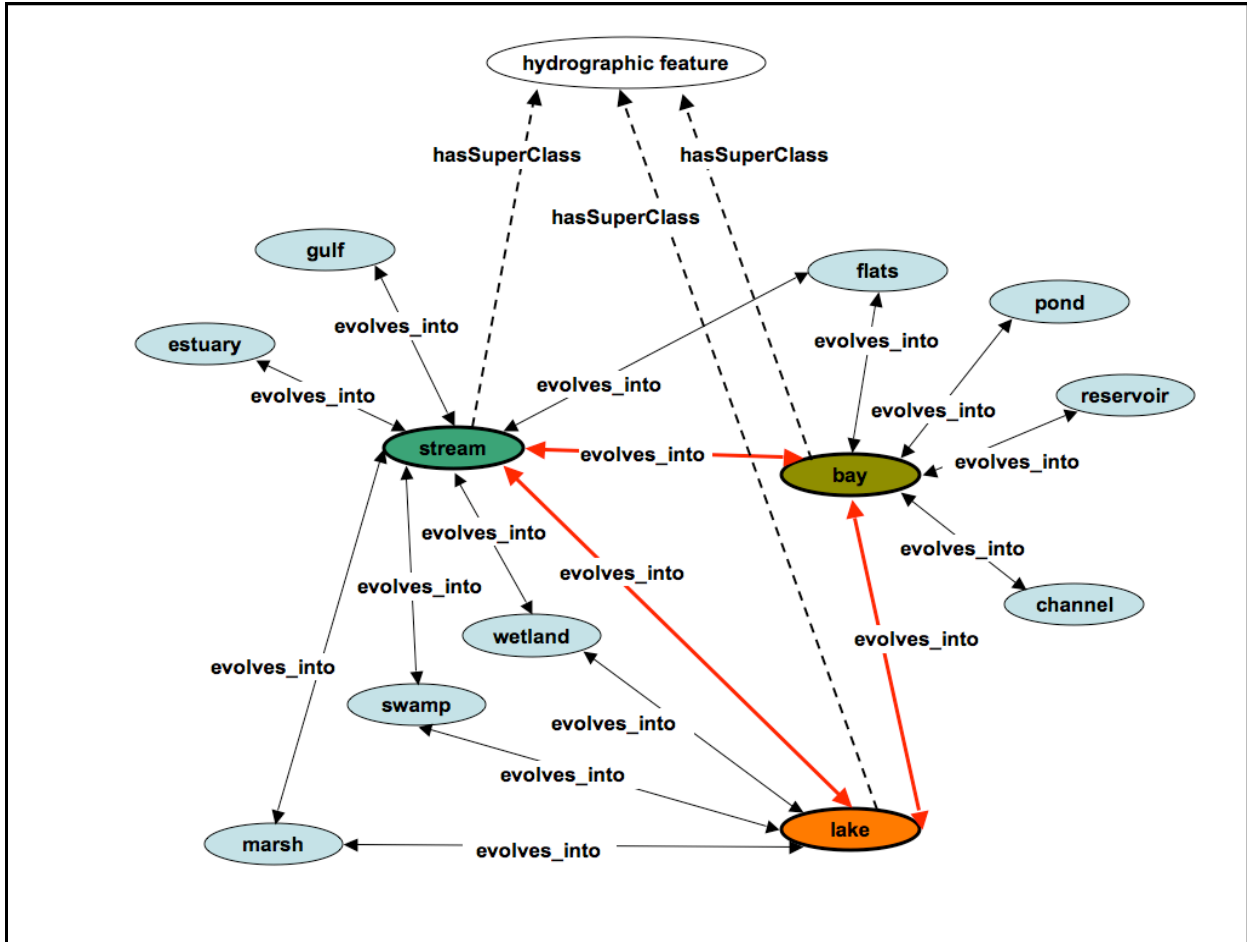 hydrographic feature
hasSuperClass
hasSuperClass
hasSuperClass
gulf
flats
pond
evolves_into
evolves_into
estuary
evolves_into
evolves_into
reservoir
evolves_into
stream
evolves_into
evolves_into
bay
evolves_into
evolves_into
evolves_into
evolves_into
channel
wetland
evolves_into
evolves_into
swamp
evolves_into
evolves_into
lake
marsh
evolves_into